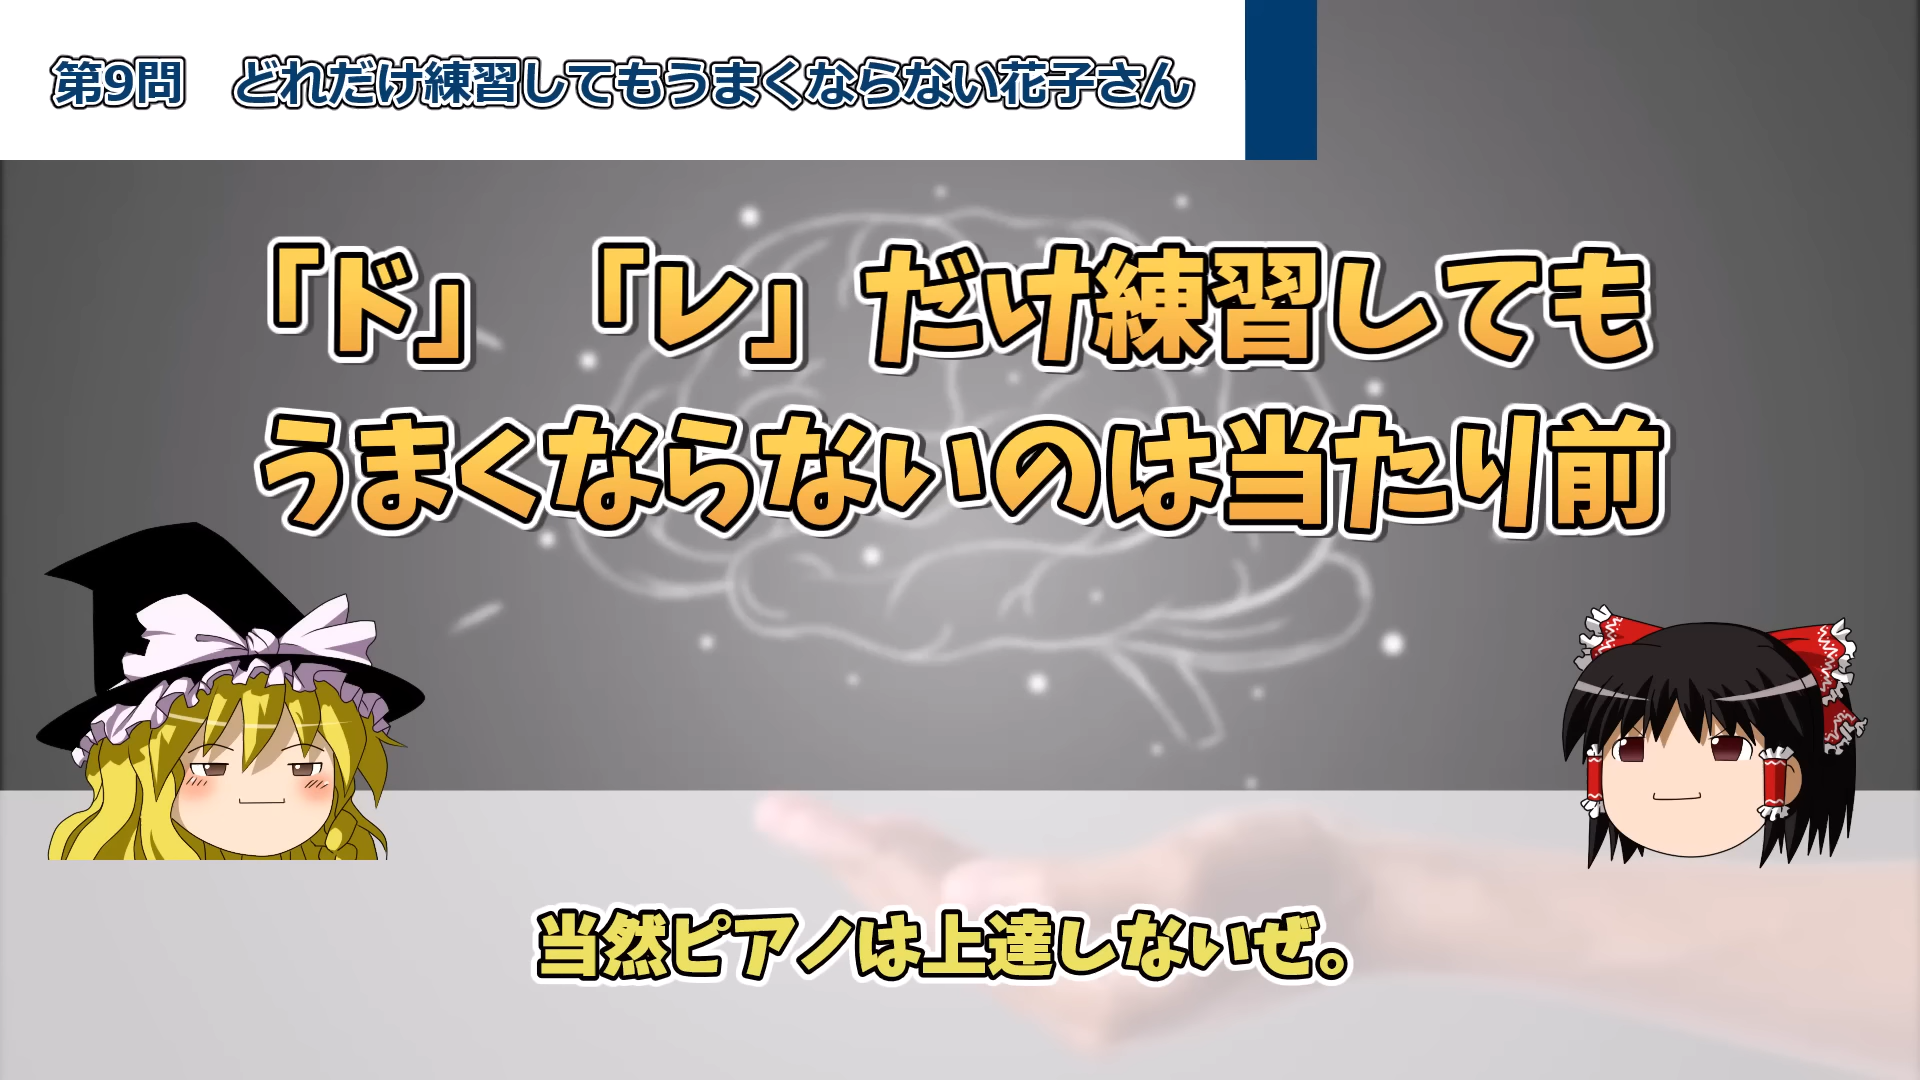 第9問　どれだけ練習してもうまくならない花子さん
「ド」「レ」だけ練習しても
うまくならないのは当たり前
当然ピアノは上達しないぜ。